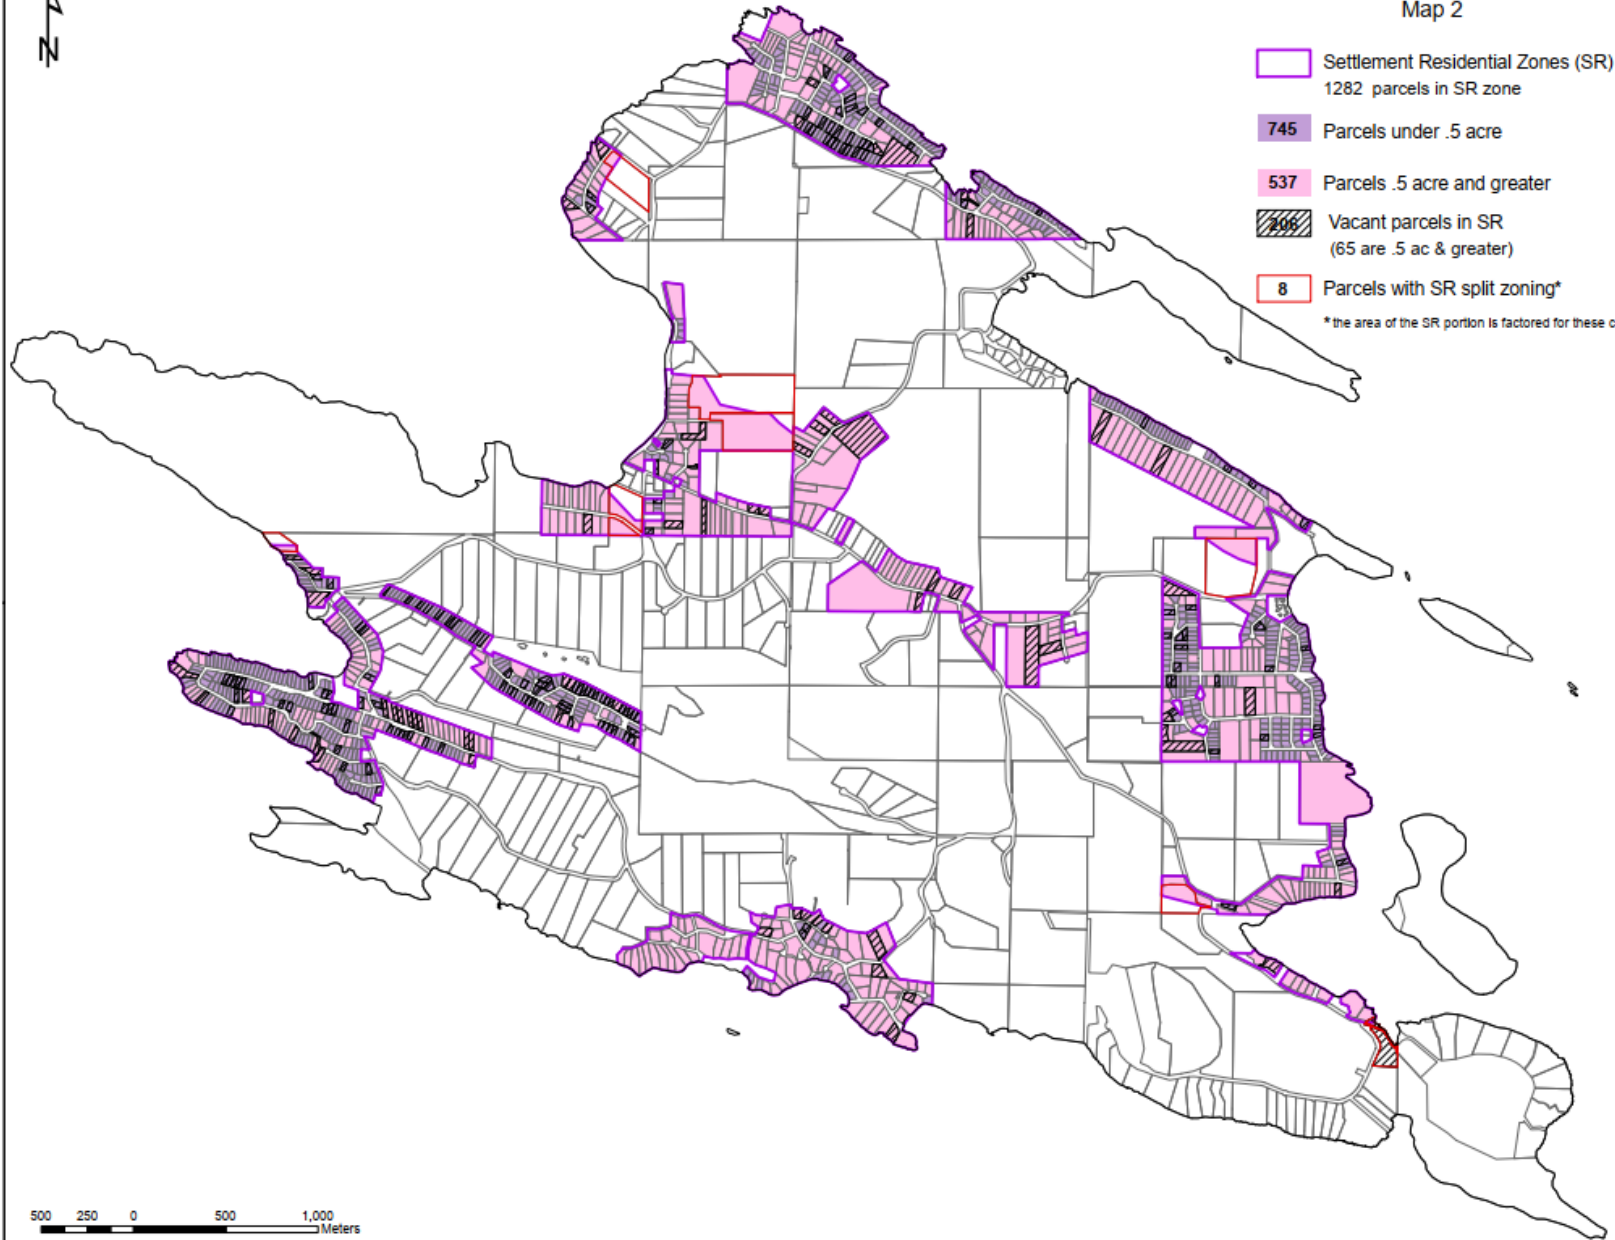 N
Map 2
Settlement Residential Zones (SR)
1282 parcels in SR zone
745 Parcels under .5 acre
537 Parcels .5 acre and greater
206 Vacant parcels in SR
(65 are .5 ac & greater)
8 Parcels with SR split zoning*
* the area of the SR portion is factored for these c
500 250 0 500 1,000
Meters